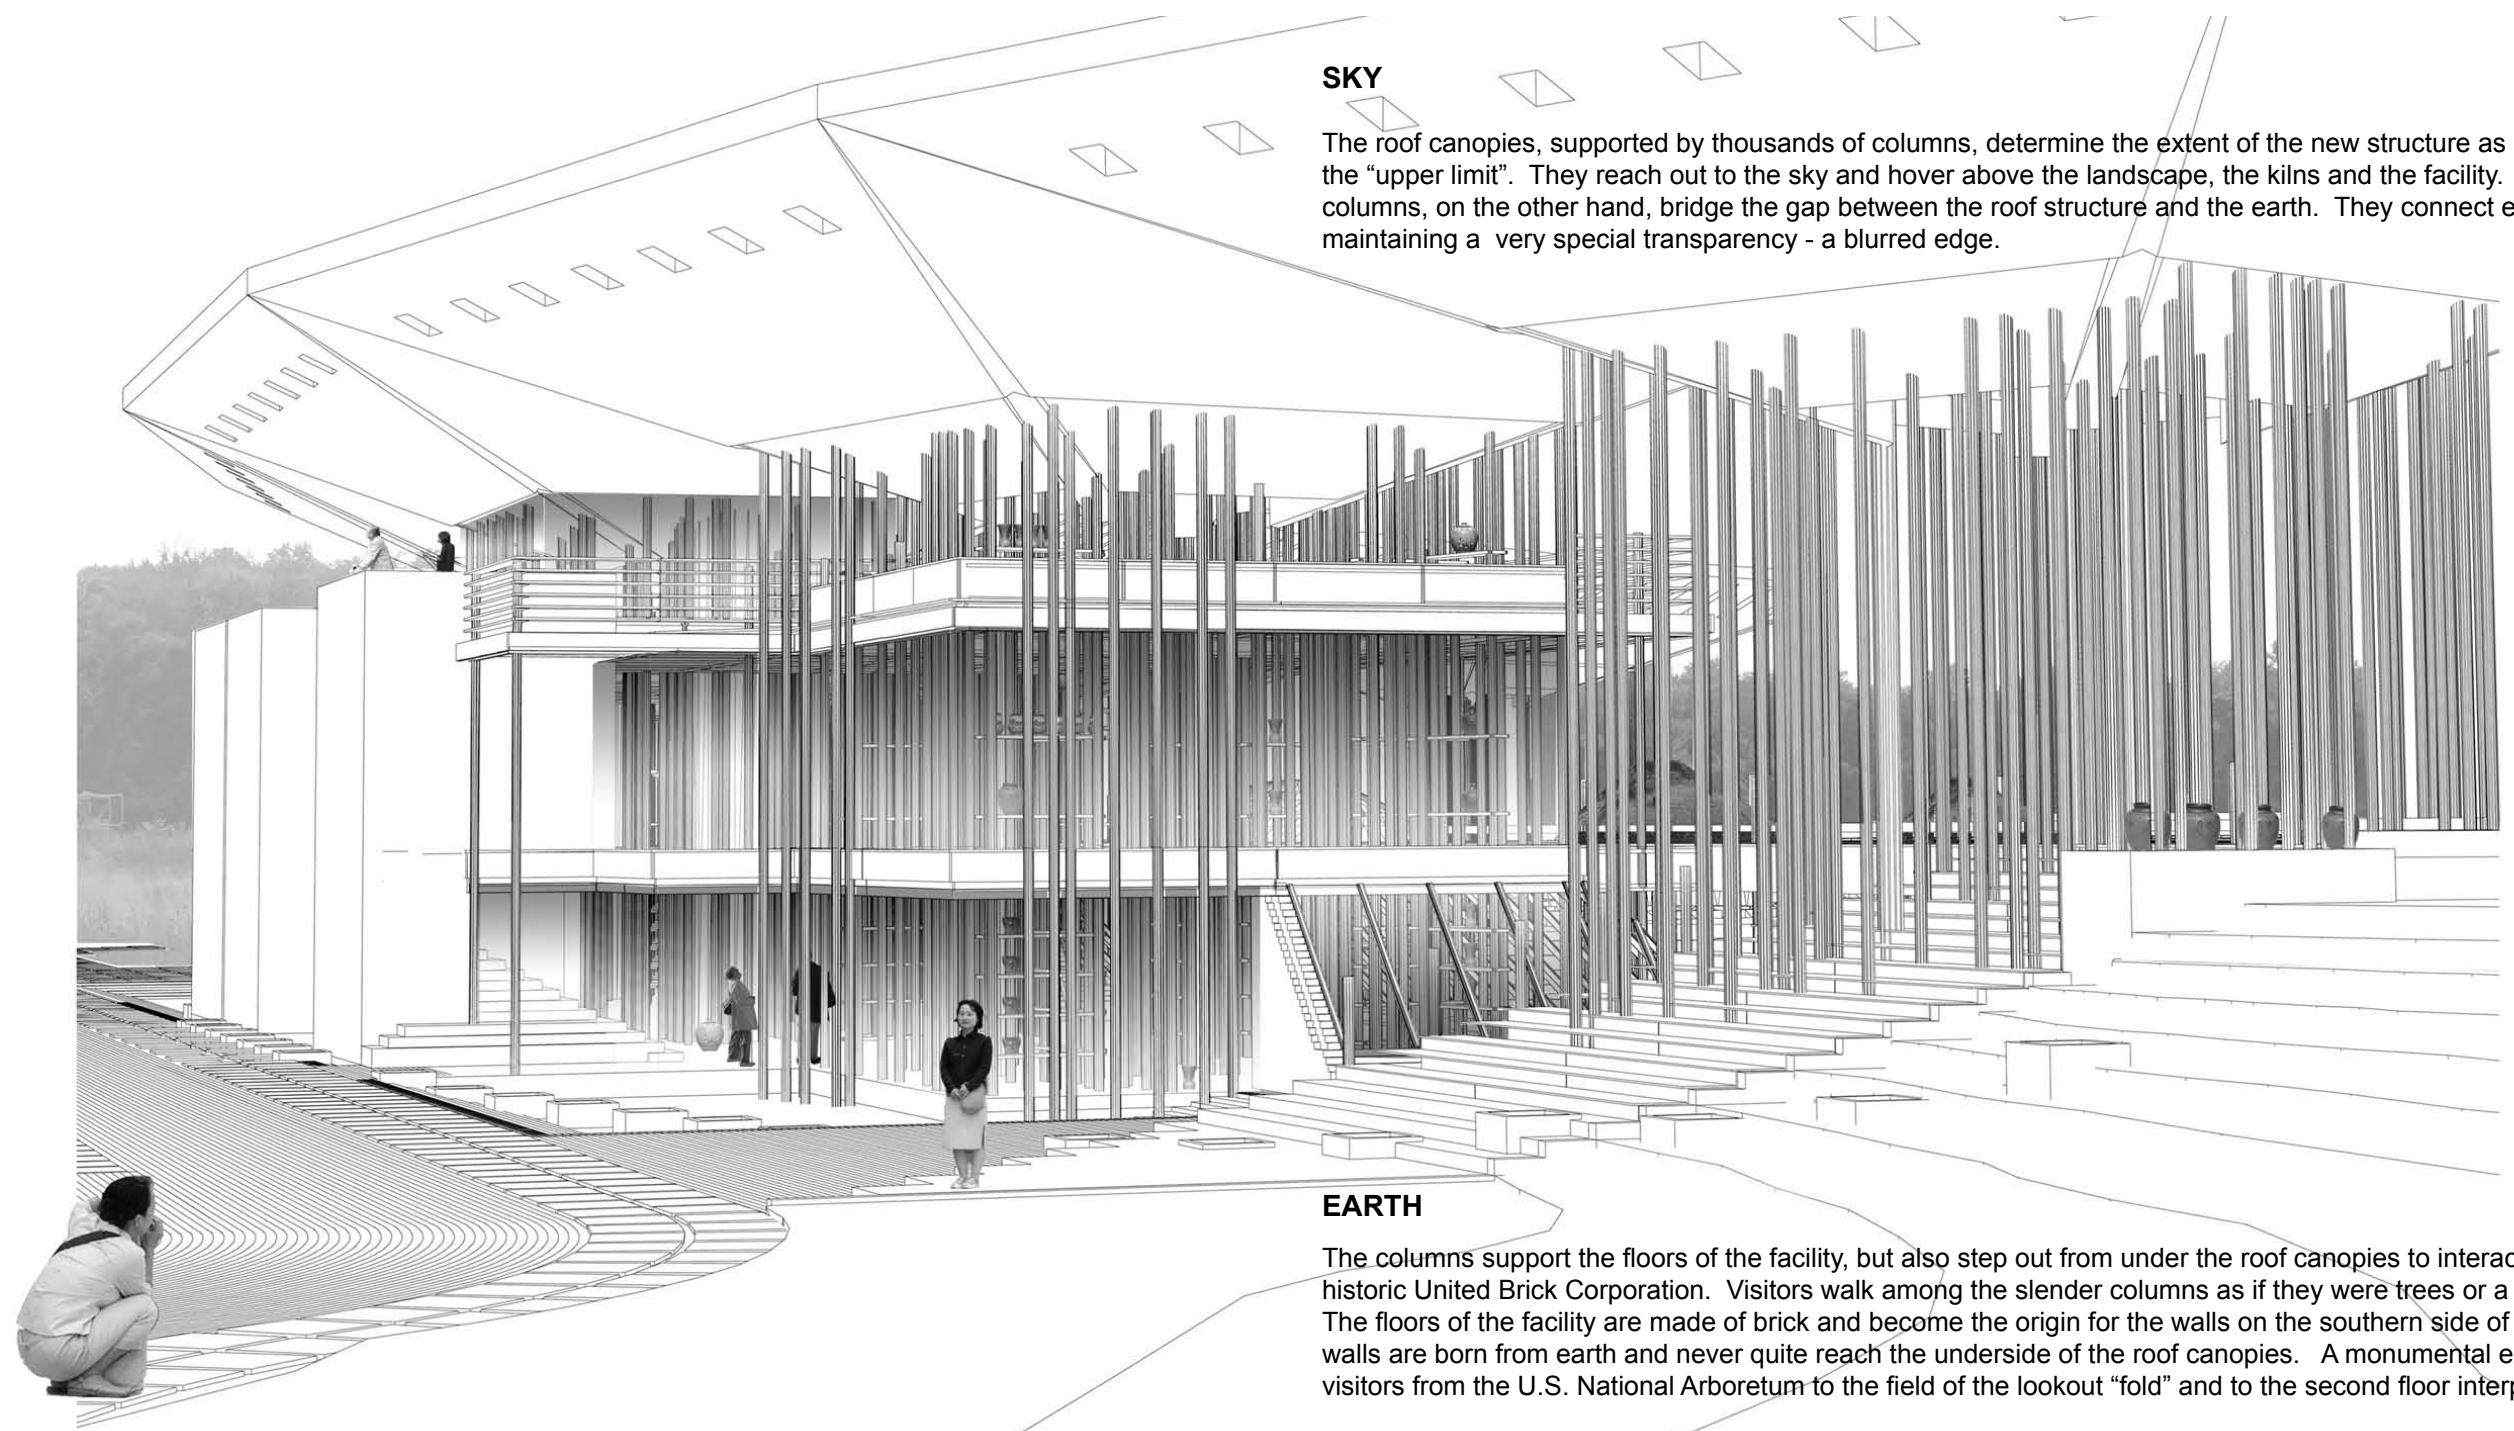 SKY
The roof canopies, supported by thousands of columns, determine the extent of the new structure as
the “upper limit”. They reach out to the sky and hover above the landscape, the kilns and the facility.
columns, on the other hand, bridge the gap between the roof structure and the earth. They connect e
maintaining a very special transparency - a blurred edge.
EARTH
The columns support the floors of the facility, but also step out from under the roof canopies to interac
historic United Brick Corporation. Visitors walk among the slender columns as if they were trees or a
The floors of the facility are made of brick and become the origin for the walls on the southern side of
walls are born from earth and never quite reach the underside of the roof canopies. A monumental e
visitors from the U.S. National Arboretum to the field of the lookout “fold” and to the second floor interp